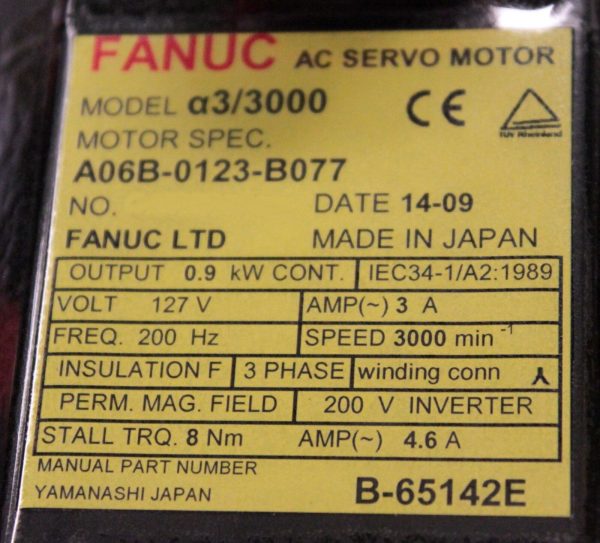 FANUC AC SERVO MOTOR
MODEL α3/3000 CE
TUV Rheinland
MOTOR SPEC.
A06B-0123-B077
NO. DATE 14-09
FANUC LTD MADE IN JAPAN
OUTPUT 0.9 kW CONT. IEC34-1/A2:1989
VOLT 127 V AMP(~) 3 A
FREQ. 200 Hz SPEED 3000 min⁻¹
INSULATION F 3 PHASE winding conn
PERM. MAG. FIELD 200 V INVERTER
STALL TRQ. 8 Nm AMP(~) 4.6 A
MANUAL PART NUMBER
YAMANASHI JAPAN B-65142E